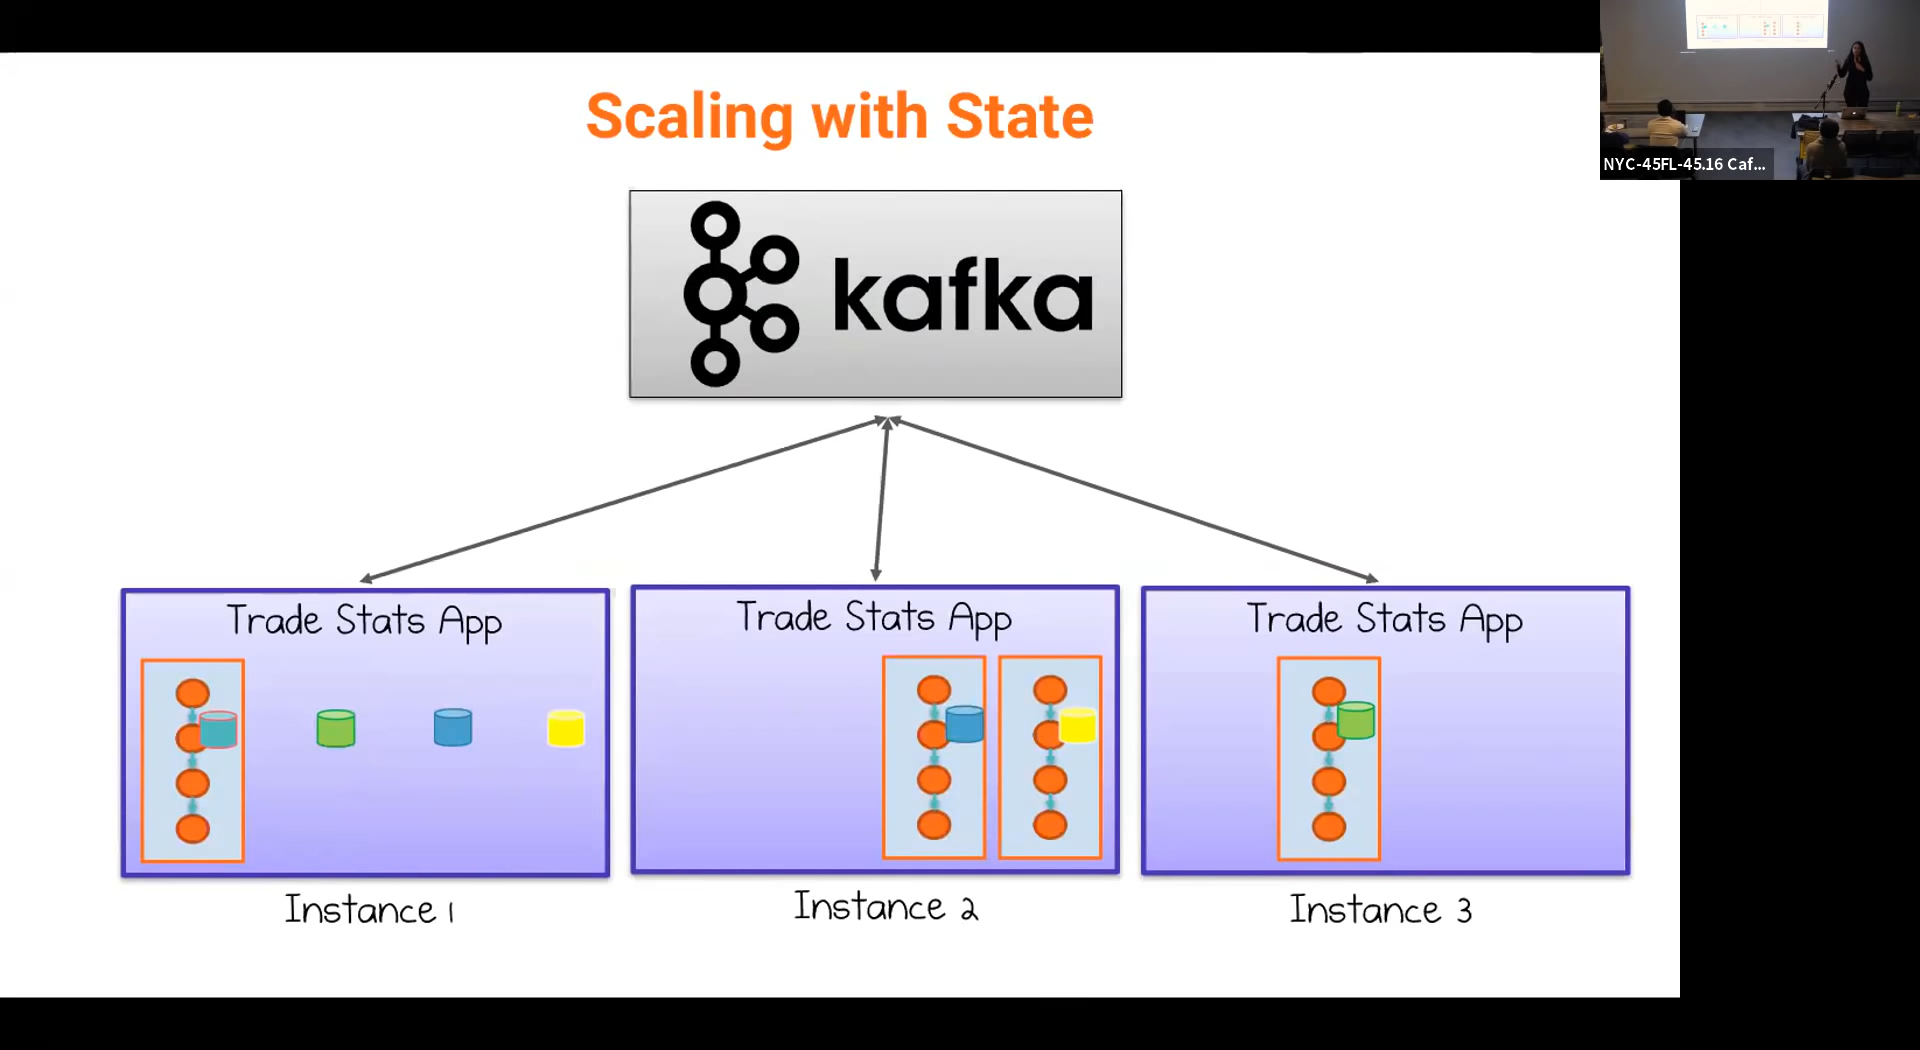 Scaling with State
kafka
NYC-45FL-45.16 Caf...
Trade Stats App
Trade Stats App
Trade Stats App
Instance 1
Instance 2
Instance 3